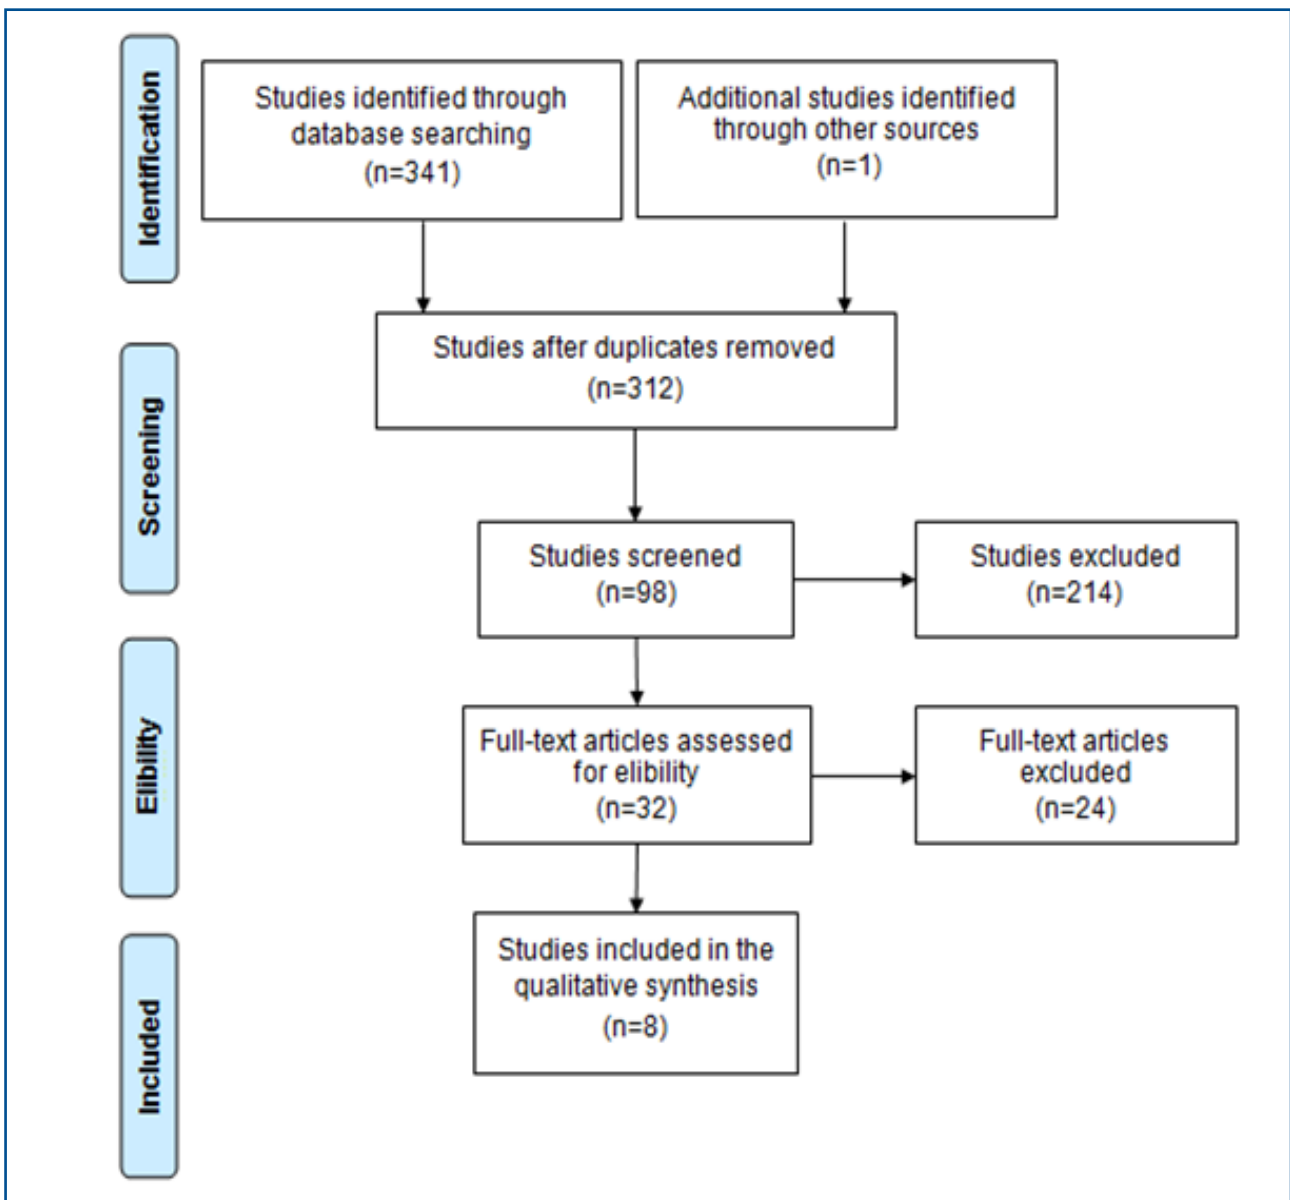 Identification
Studies identified through
database searching
(n=341)
Additional studies identified
through other sources
(n=1)
Screening
Studies after duplicates removed
(n=312)
Studies screened
(n=98)
Studies excluded
(n=214)
Elibility
Full-text articles assessed
for elibility
(n=32)
Full-text articles
excluded
(n=24)
Included
Studies included in the
qualitative synthesis
(n=8)